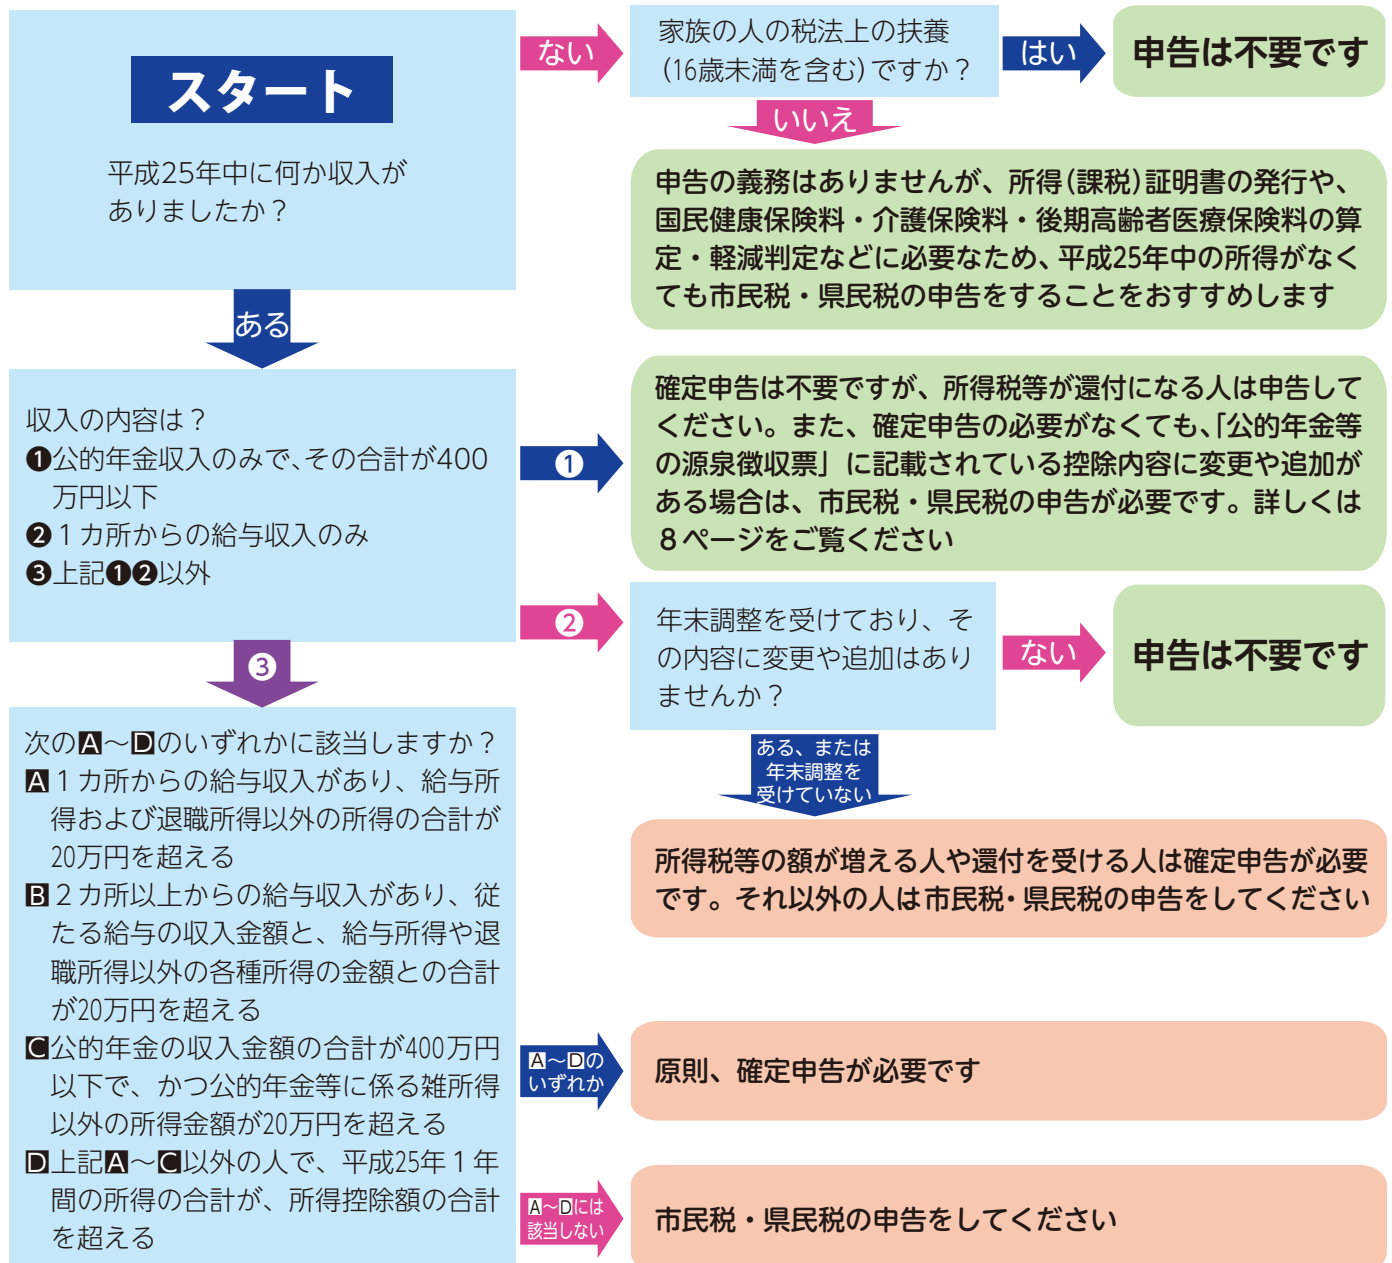 スタート
平成25年中に何か収入が
ありましたか？
ない
家族の人の税法上の扶養
（16歳未満を含む）ですか？
はい
申告は不要です
いいえ
申告の義務はありませんが、所得（課税）証明書の発行や、
国民健康保険料・介護保険料・後期高齢者医療保険料の算
定・軽減判定などに必要なため、平成25年中の所得がなく
ても市民税・県民税の申告をすることをおすすめします
ある
収入の内容は？
❶公的年金収入のみで、その合計が400
万円以下
❷１カ所からの給与収入のみ
❸上記❶❷以外
❶
確定申告は不要ですが、所得税等が還付になる人は申告して
ください。また、確定申告の必要がなくても、「公的年金等
の源泉徴収票」に記載されている控除内容に変更や追加が
ある場合は、市民税・県民税の申告が必要です。詳しくは
８ページをご覧ください
❷
年末調整を受けており、そ
の内容に変更や追加はあり
ませんか？
ない
申告は不要です
ある、または
年末調整を
受けていない
所得税等の額が増える人や還付を受ける人は確定申告が必要
です。それ以外の人は市民税・県民税の申告をしてください
❸
次のA～Dのいずれかに該当しますか？
A１カ所からの給与収入があり、給与所
得および退職所得以外の所得の合計が
20万円を超える
B２カ所以上からの給与収入があり、従
たる給与の収入金額と、給与所得や退
職所得以外の各種所得の金額との合計
が20万円を超える
C公的年金の収入金額の合計が400万円
以下で、かつ公的年金等に係る雑所得
以外の所得金額が20万円を超える
D上記A～C以外の人で、平成25年１年
間の所得の合計が、所得控除額の合計
を超える
A～Dの
いずれか
原則、確定申告が必要です
A～Dには
該当しない
市民税・県民税の申告をしてください